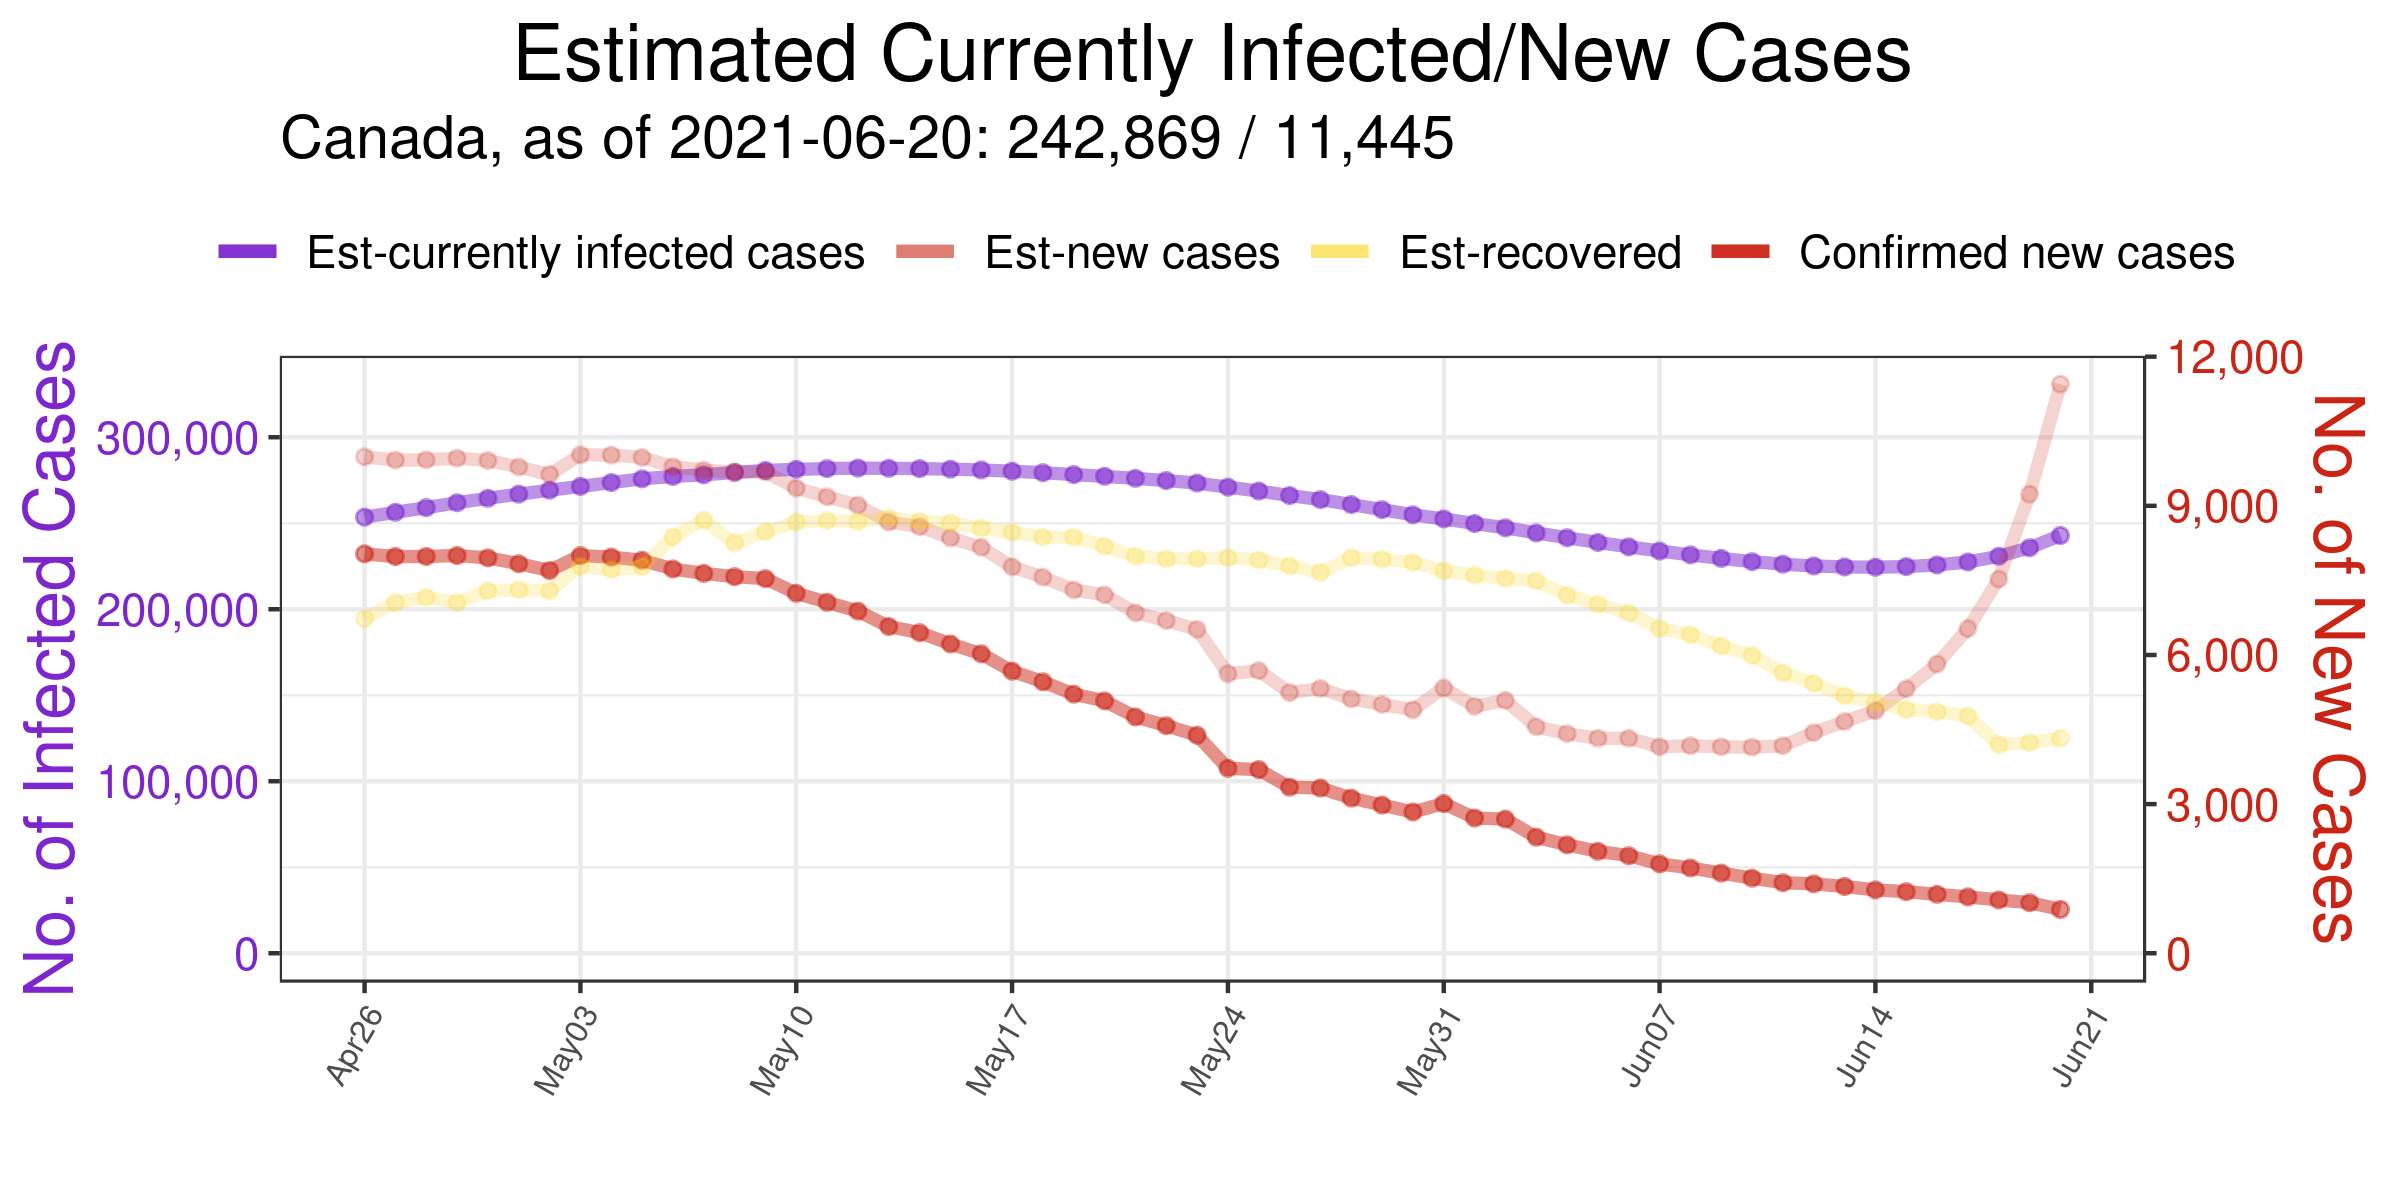 Estimated Currently Infected/New Cases
Canada, as of 2021-06-20: 242,869 / 11,445
Est-currently infected cases Est-new cases Est-recovered Confirmed new cases
No. of Infected Cases
300,000
200,000
100,000
0
12,000
9,000
6,000
3,000
0
No. of New Cases
Apr26 May03 May10 May17 May24 May31 Jun07 Jun14 Jun21